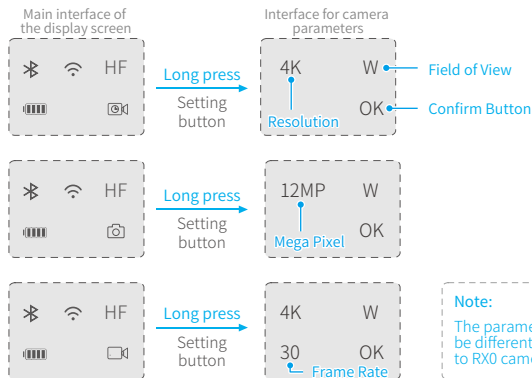 Main interface of
the display screen
Interface for camera
parameters
HF
Long press
Setting
button
4K
W
Field of View
Resolution
OK
Confirm Button
HF
Long press
Setting
button
12MP
W
Mega Pixel
OK
HF
Long press
Setting
button
4K
W
30
OK
Frame Rate
Note:
The
be different
to RX0